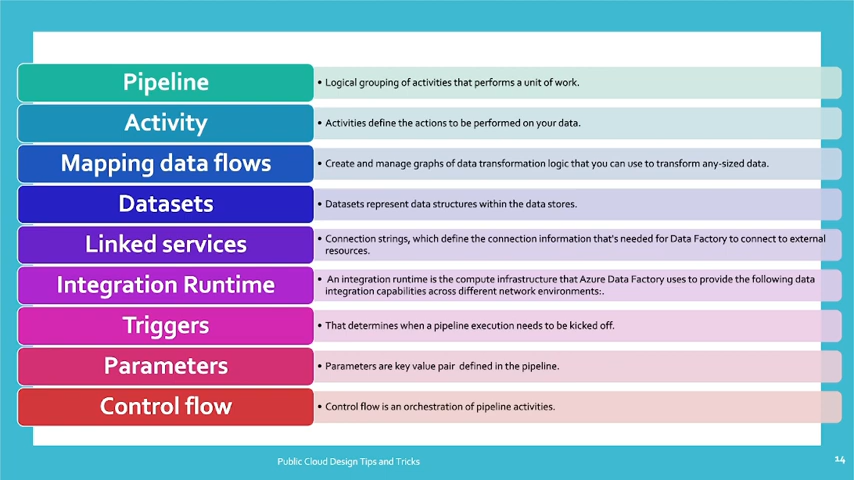 Pipeline
• Logical grouping of activities that performs a unit of work.
Activity
• Activities define the actions to be performed on your data.
Mapping data flows
• Create and manage graphs of data transformation logic that you can use to transform any-sized data.
Datasets
• Datasets represent data structures within the data stores.
Linked services
• Connection strings, which define the connection information that's needed for Data Factory to connect to external
resources.
Integration Runtime
• An integration runtime is the compute infrastructure that Azure Data Factory uses to provide the following data
integration capabilities across different network environments:.
Triggers
• That determines when a pipeline execution needs to be kicked off.
Parameters
• Parameters are key value pair defined in the pipeline.
Control flow
• Control flow is an orchestration of pipeline activities.
Public Cloud Design Tips and Tricks
14